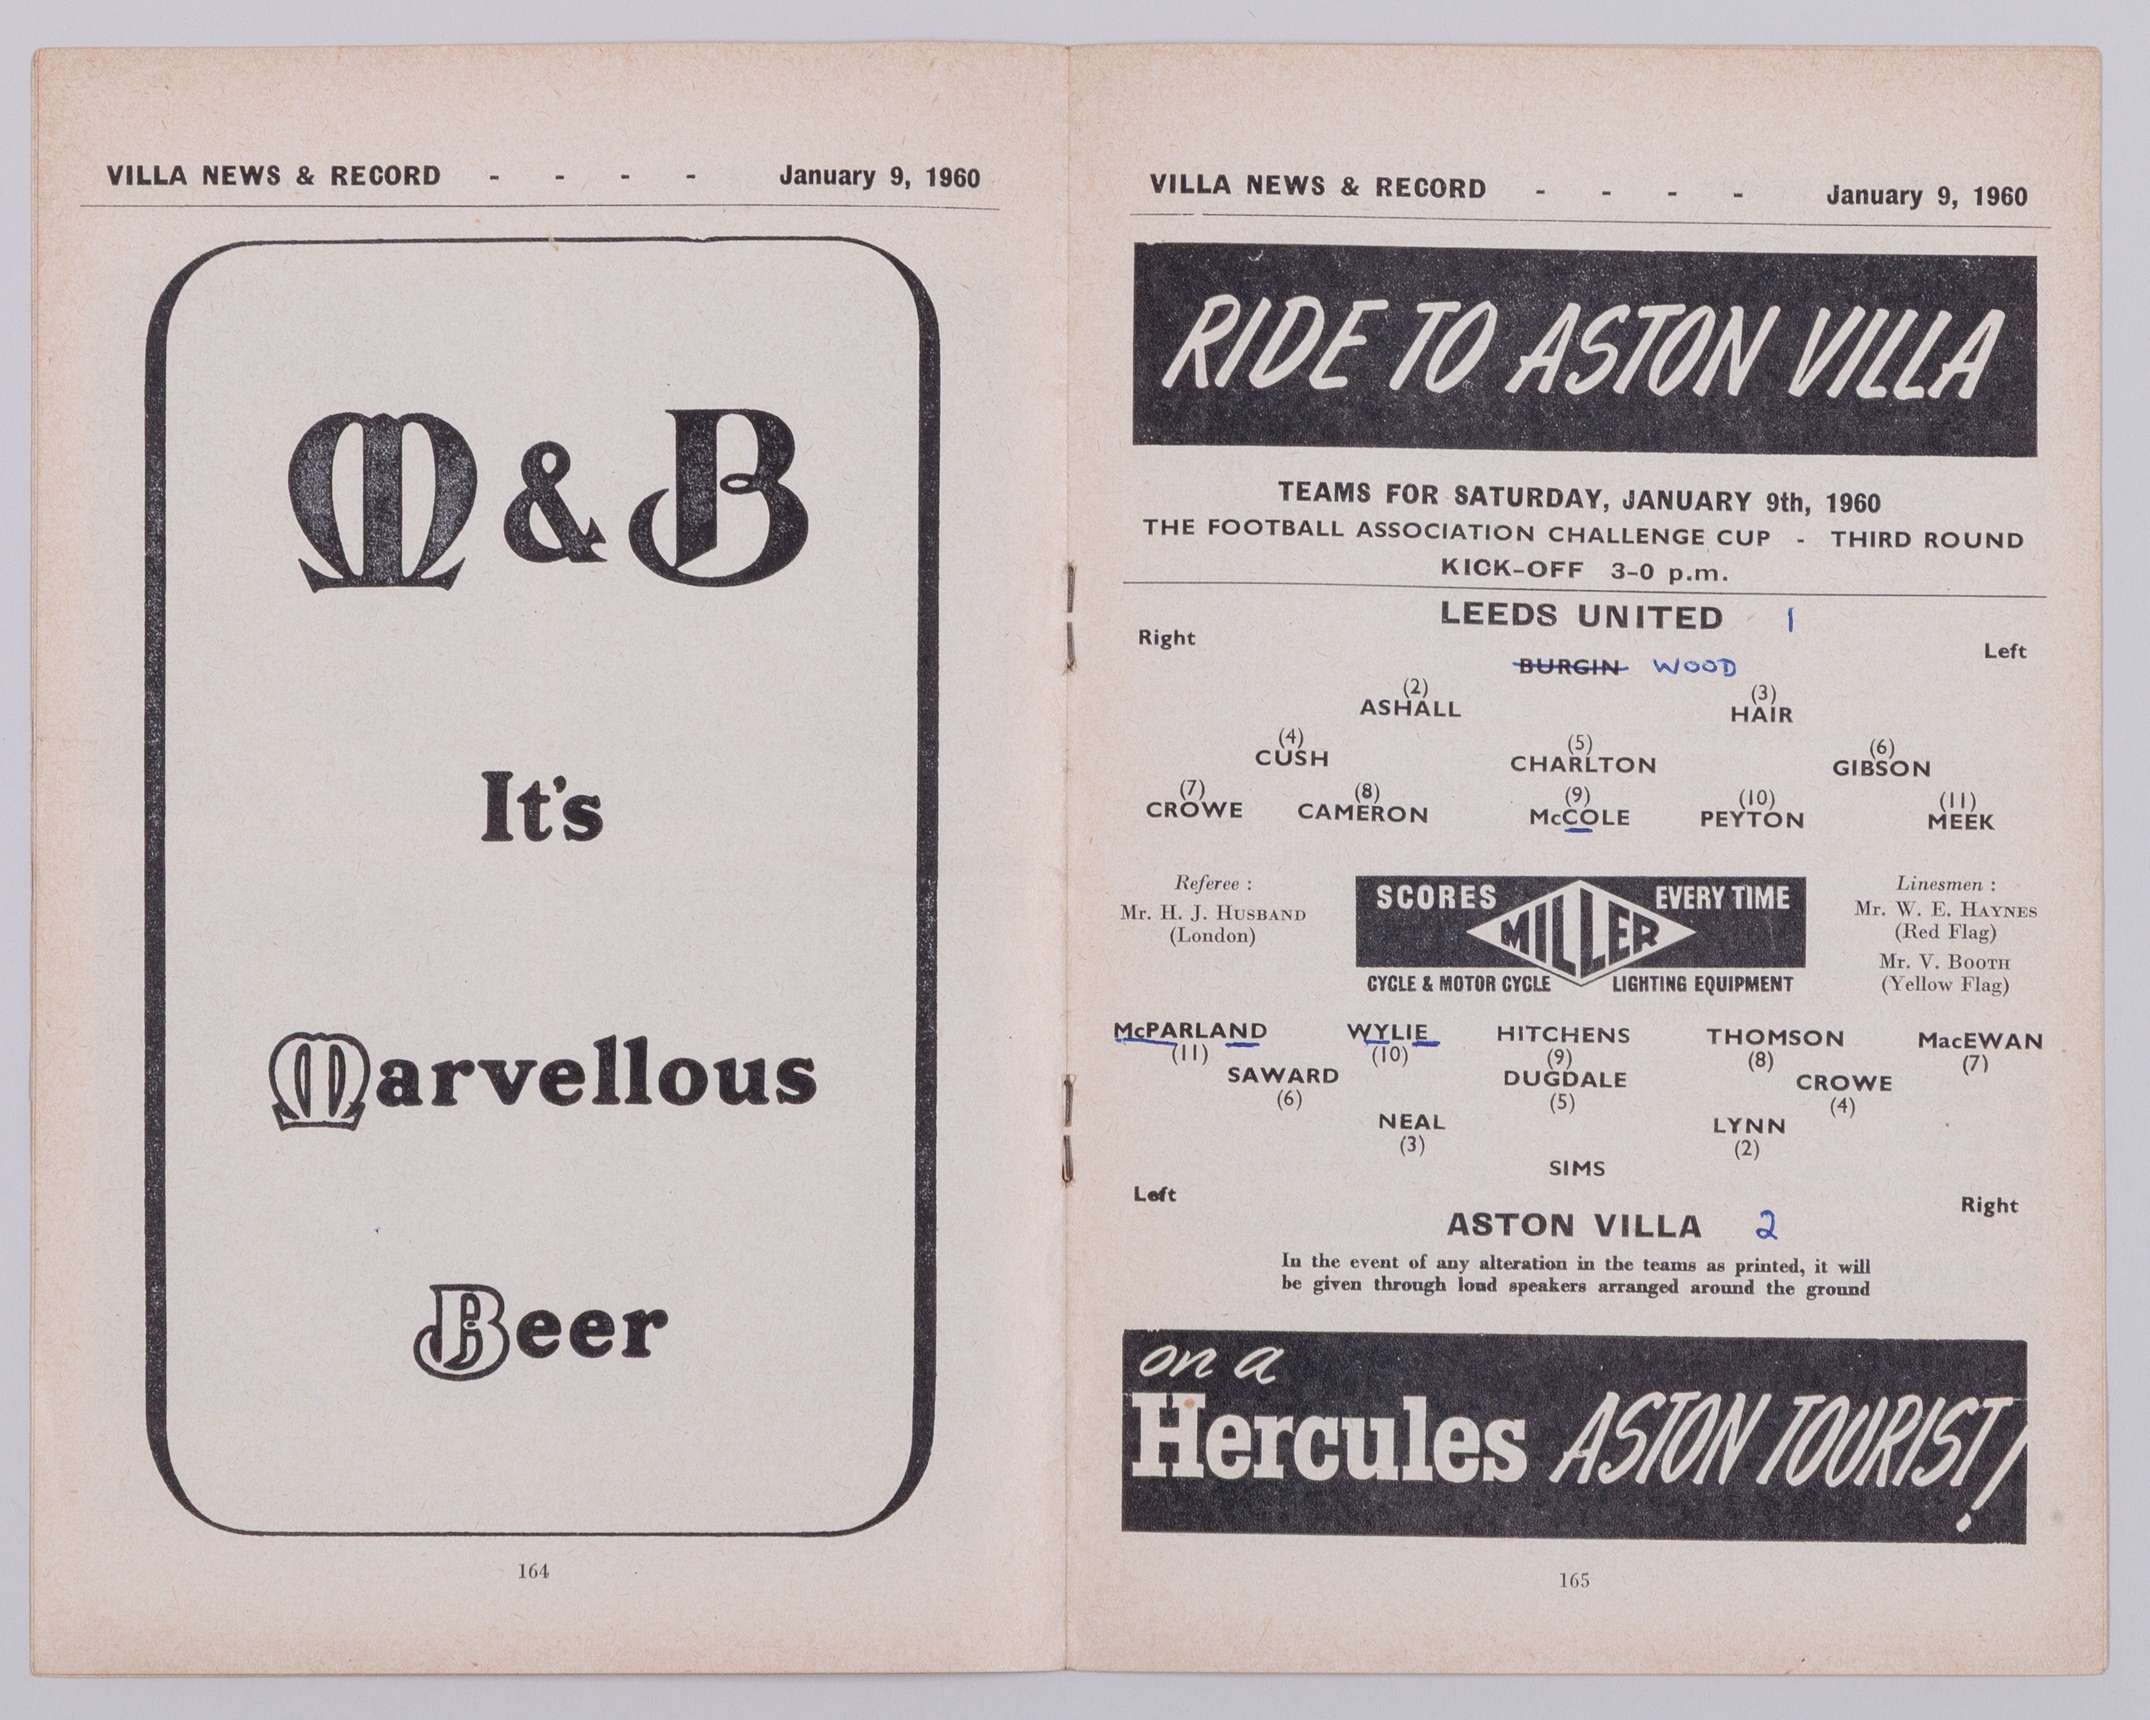 VILLA NEWS & RECORD - - - - January 9, 1960
M & B
It's
Marvellous
Beer
164
VILLA NEWS & RECORD - - - - January 9, 1960
RIDE TO ASTON VILLA
TEAMS FOR SATURDAY, JANUARY 9th, 1960
THE FOOTBALL ASSOCIATION CHALLENGE CUP - THIRD ROUND
KICK-OFF 3-0 p.m.
LEEDS UNITED 1
Right Left
BURGIN WOOD
(2) (3)
ASHALL HAIR
(4) (5) (6)
CUSH CHARLTON GIBSON
(7) (8) (9) (10) (11)
CROWE CAMERON McCOLE PEYTON MEEK
Referee :
Mr. H. J. HUSBAND
(London)
SCORES MILLER EVERY TIME
CYCLE & MOTOR CYCLE LIGHTING EQUIPMENT
Linesmen :
Mr. W. E. HAYNES
(Red Flag)
Mr. V. BOOTH
(Yellow Flag)
McPARLAND WYLIE HITCHENS THOMSON MacEWAN
(11) (10) (9) (8) (7)
SAWARD DUGDALE CROWE
(6) (5) (4)
NEAL LYNN
(3) (2)
SIMS
Left Right
ASTON VILLA 2
In the event of any alteration in the teams as printed, it will
be given through loud speakers arranged around the ground
on a
Hercules ASTON TOURIST!
165